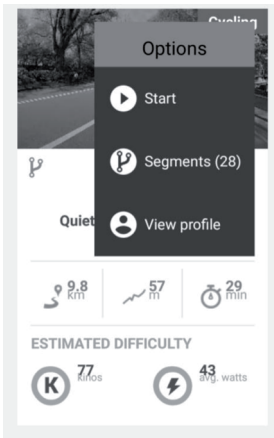 Cycling
Options
Start
Segments (28)
View profile
Quiet
9.8 57 29
km m min
ESTIMATED DIFFICULTY
K 77 43
kinos avg. watts